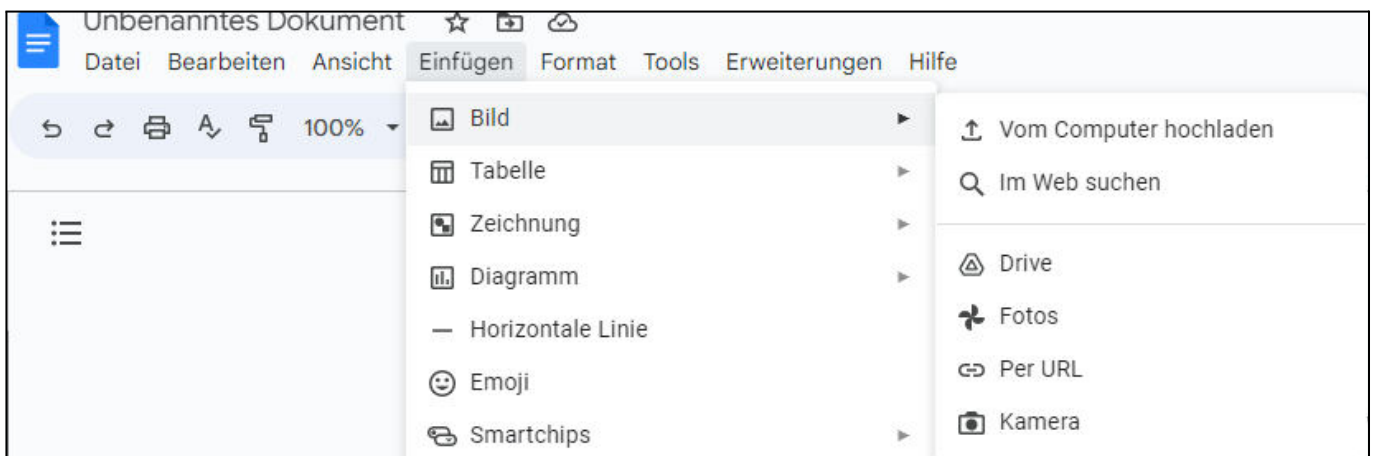 Unbenanntes Dokument
Datei Bearbeiten Ansicht Einfügen Format Tools Erweiterungen Hilfe
100%
Bild
Tabelle
Zeichnung
Diagramm
Horizontale Linie
Emoji
Smartchips
Vom Computer hochladen
Im Web suchen
Drive
Fotos
Per URL
Kamera